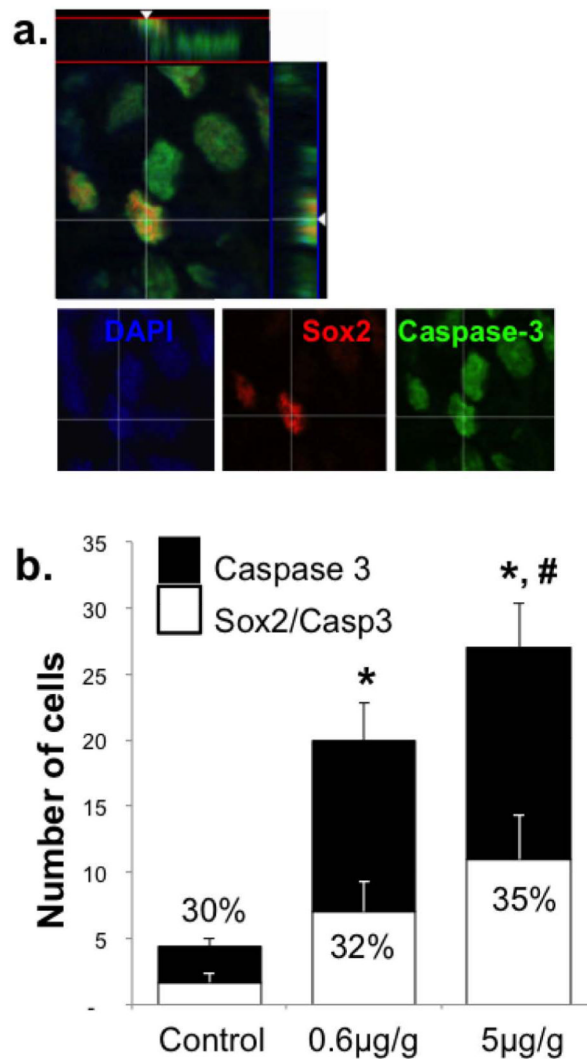 a.
DAPI
Sox2
Caspase-3
b.
35
30
25
20
15
10
5
-
Number of cells
Caspase 3
Sox2/Casp3
30%
*
32%
*, #
35%
Control
0.6µg/g
5µg/g